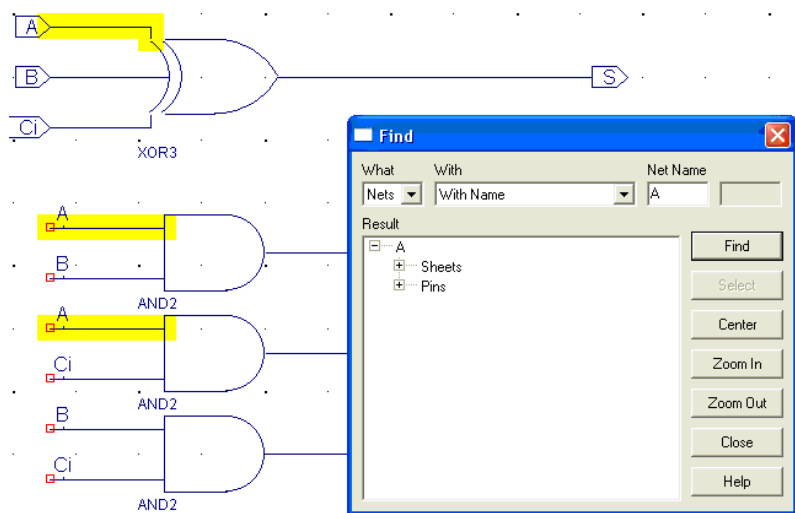 A
B
S
Ci
XOR3
A
B
AND2
A
Ci
AND2
B
Ci
AND2
Find
What With Net Name
Nets With Name A
Result
A
Sheets
Pins
Find
Select
Center
Zoom In
Zoom Out
Close
Help